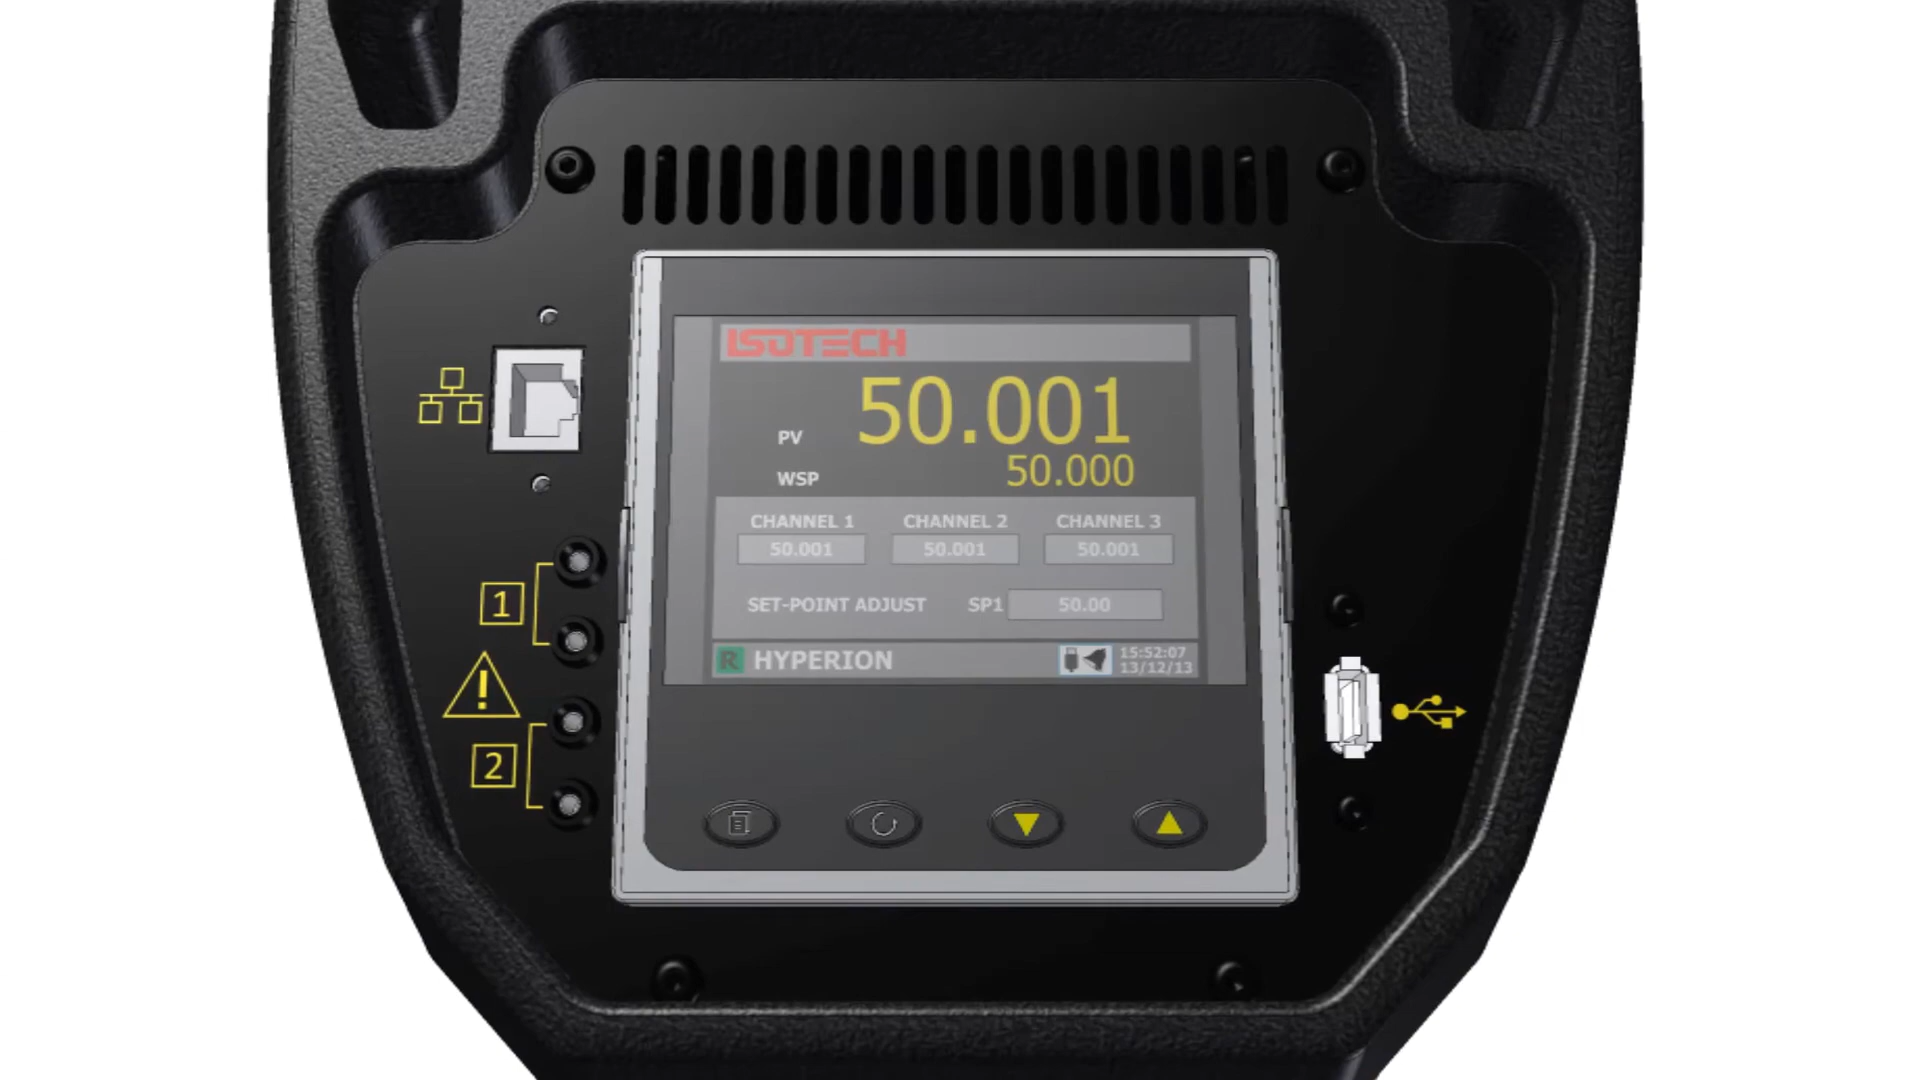 ISOTECH
PV 50.001
WSP 50.000
CHANNEL 1 CHANNEL 2 CHANNEL 3
50.001 50.001 50.001
SET-POINT ADJUST SP1 50.00
R HYPERION 15:52:07
13/12/13
1
!
2